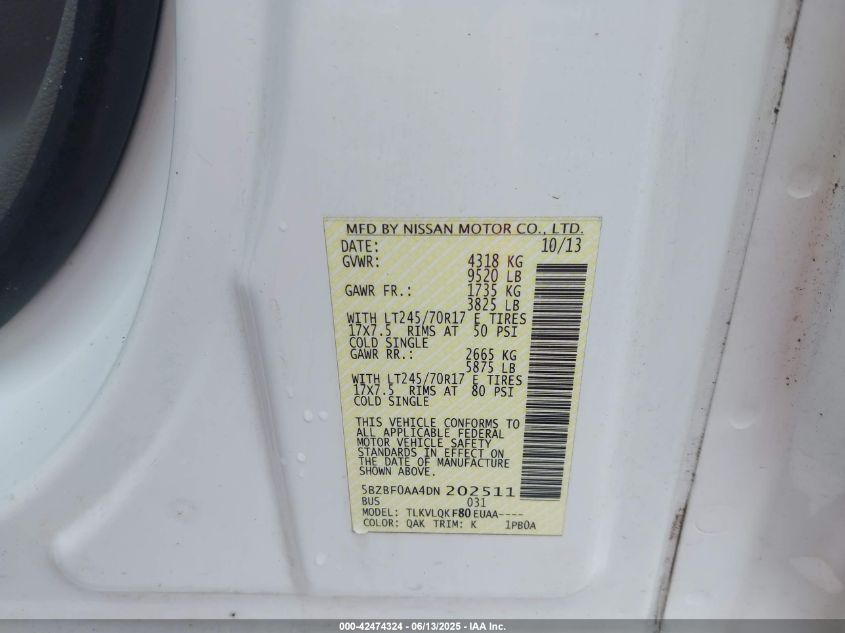 MFD BY NISSAN MOTOR CO., LTD.
DATE: 10/13
GVWR: 4318 KG
9520 LB
GAWR FR.: 1735 KG
3825 LB
WITH LT245/70R17 E TIRES
17X7.5 RIMS AT 50 PSI
COLD SINGLE
GAWR RR.: 2665 KG
5875 LB
WITH LT245/70R17 E TIRES
17X7.5 RIMS AT 80 PSI
COLD SINGLE
THIS VEHICLE CONFORMS TO
ALL APPLICABLE FEDERAL
MOTOR VEHICLE SAFETY
STANDARDS IN EFFECT ON
THE DATE OF MANUFACTURE
SHOWN ABOVE.
5BZBF0AA4DN202511
BUS 031
MODEL: TLKVLQKF80EUAA----
COLOR: QAK TRIM: K 1PB0A
000-42474324 - 06/13/2025 - IAA Inc.